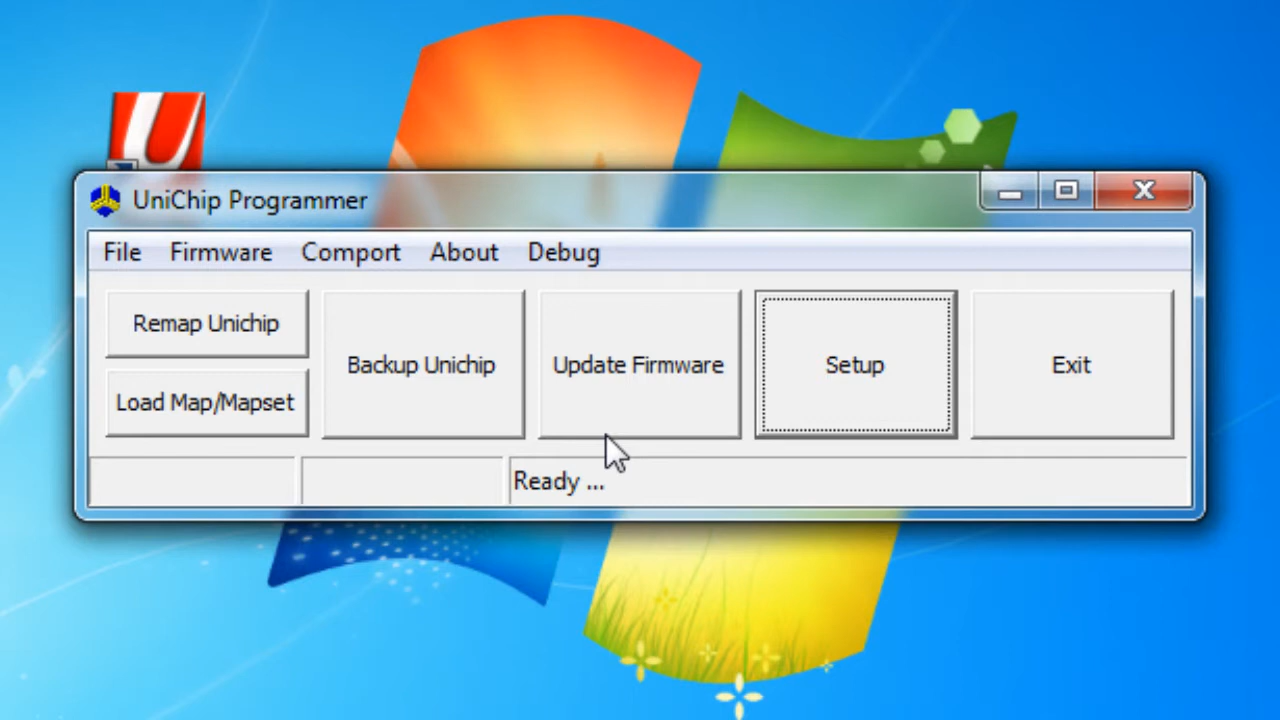 UniChip Programmer
File Firmware Comport About Debug
Remap Unichip
Load Map/Mapset
Backup Unichip
Update Firmware
Setup
Exit
Ready ...